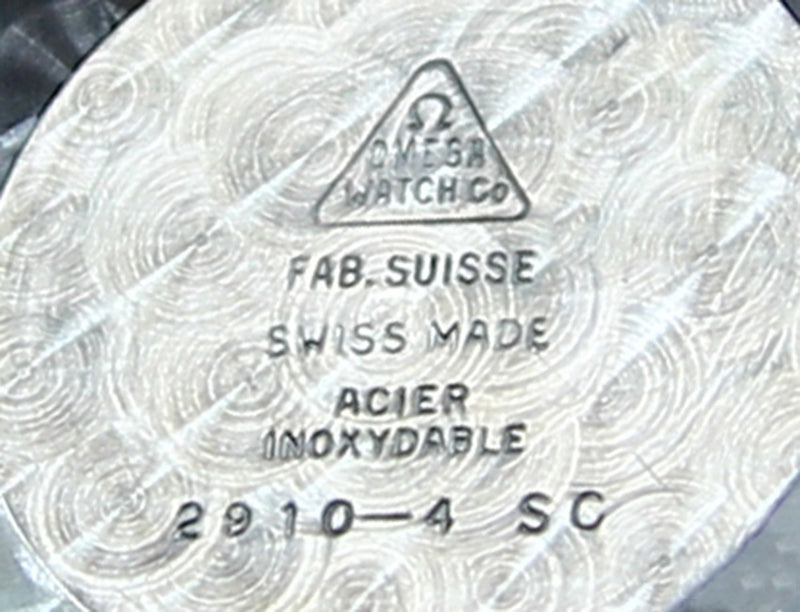 Ω
OMEGA
WATCH Co
FAB. SUISSE
SWISS MADE
ACIER
INOXYDABLE
2910-4 SC